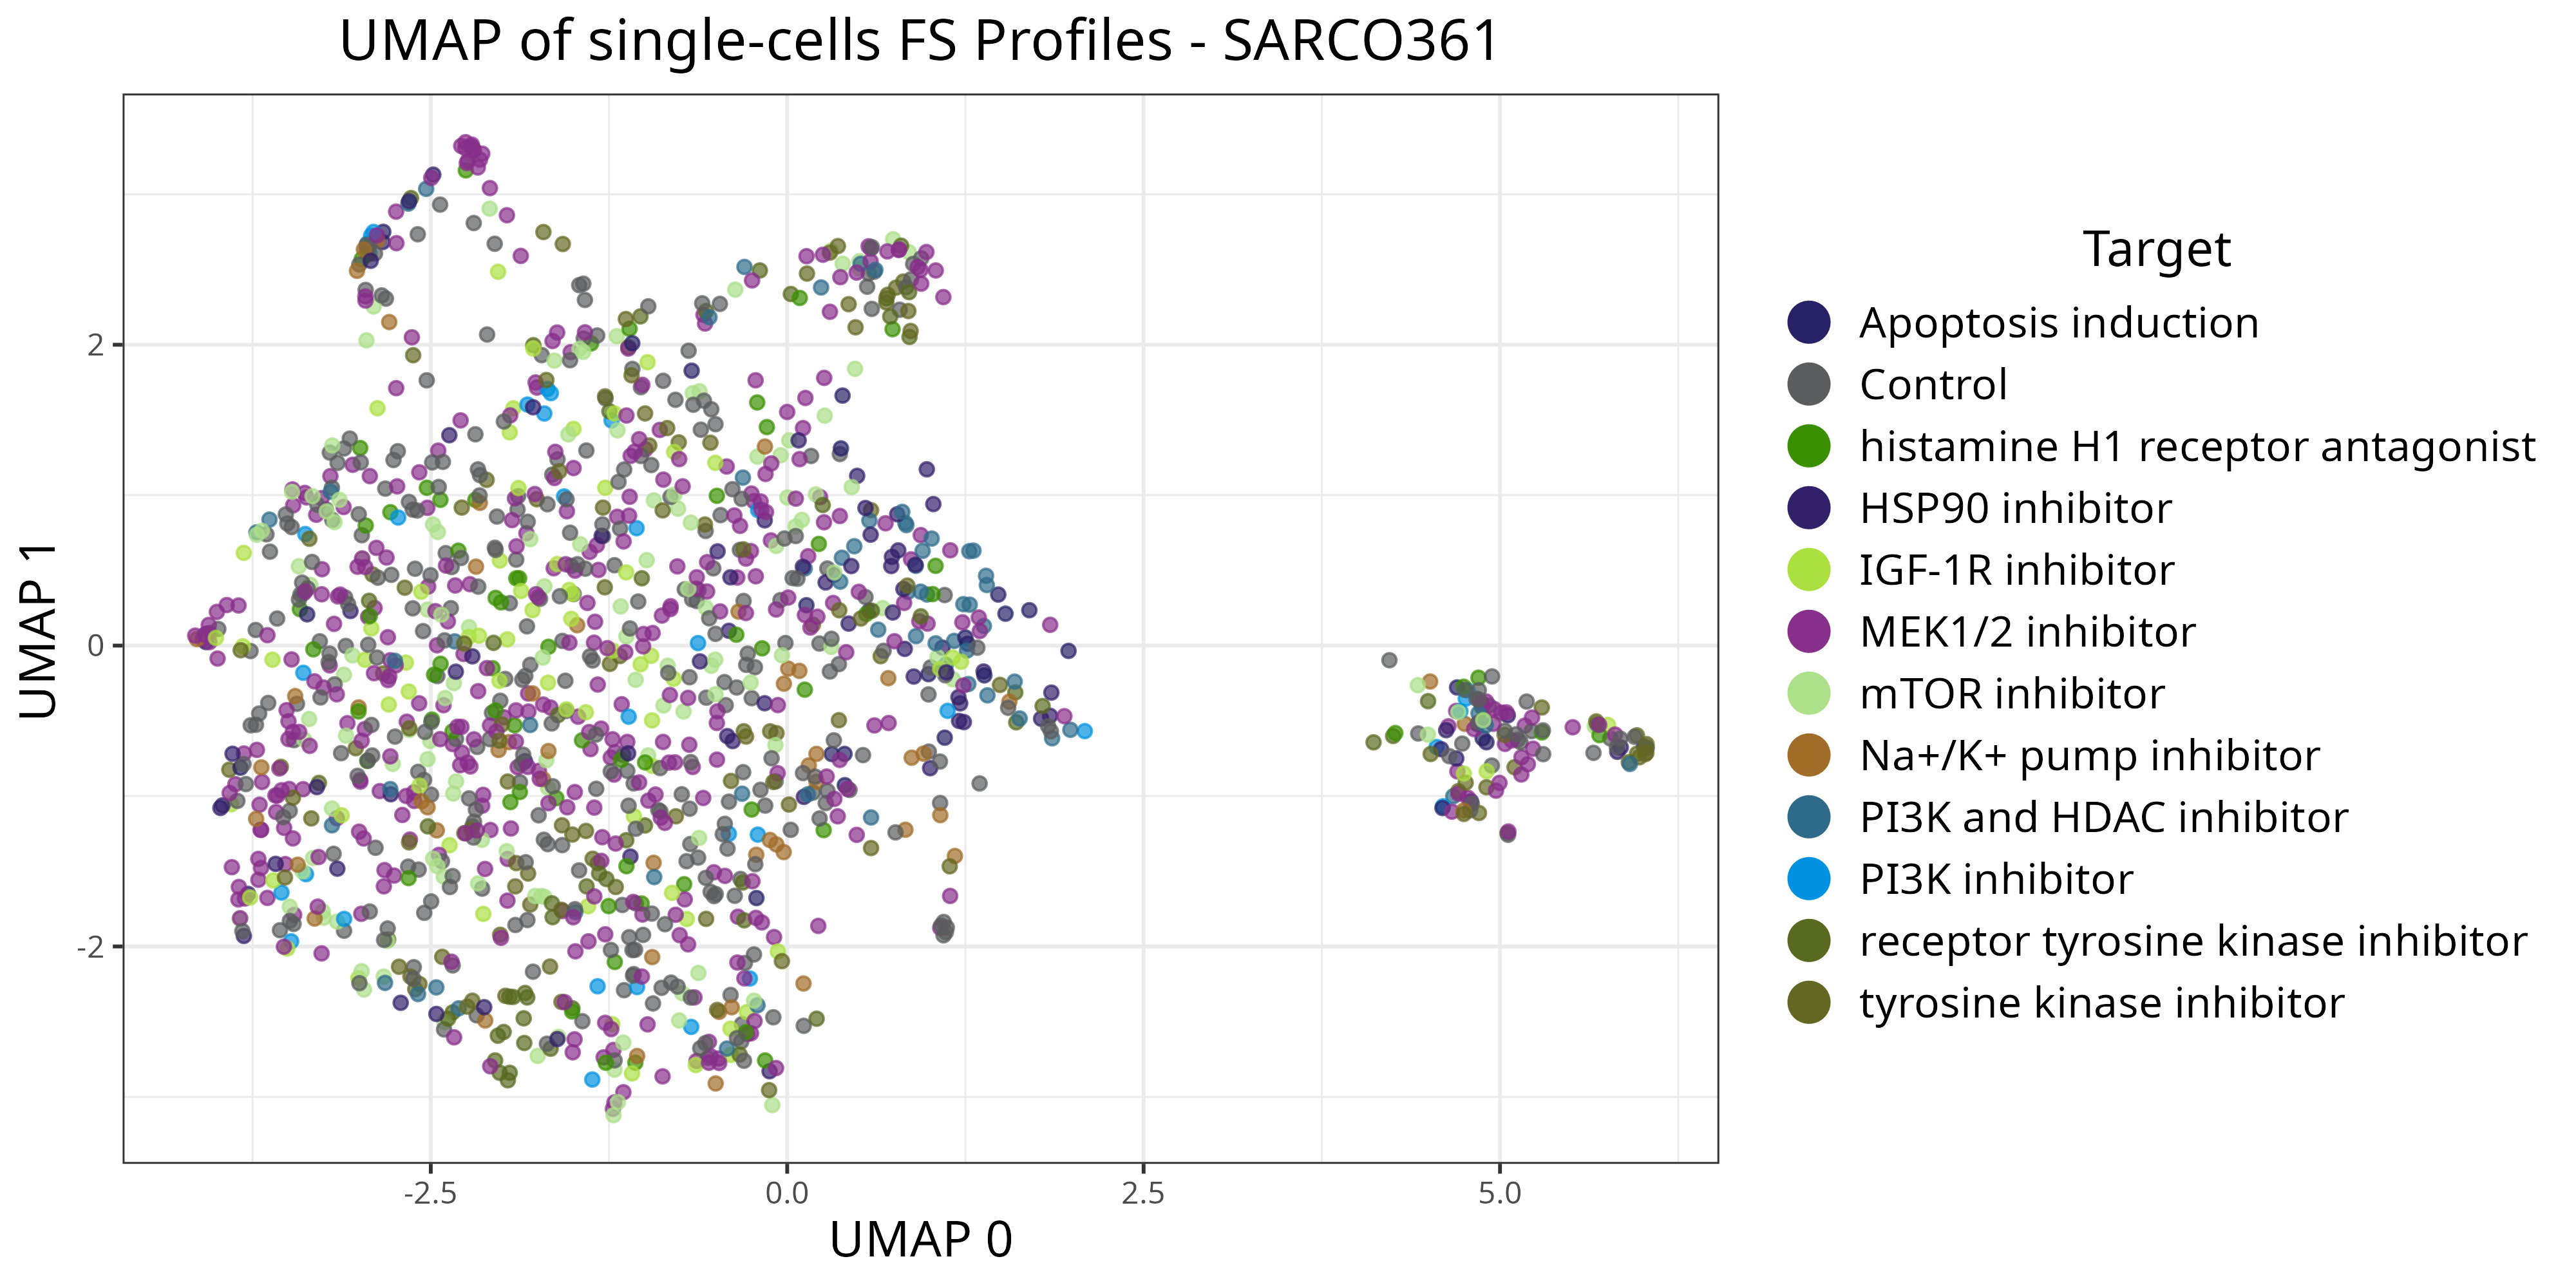 UMAP of single-cells FS Profiles - SARCO361
UMAP 1
2
0
-2
-2.5
0.0
2.5
5.0
UMAP 0
Target
Apoptosis induction
Control
histamine H1 receptor antagonist
HSP90 inhibitor
IGF-1R inhibitor
MEK1/2 inhibitor
mTOR inhibitor
Na+/K+ pump inhibitor
PI3K and HDAC inhibitor
PI3K inhibitor
receptor tyrosine kinase inhibitor
tyrosine kinase inhibitor